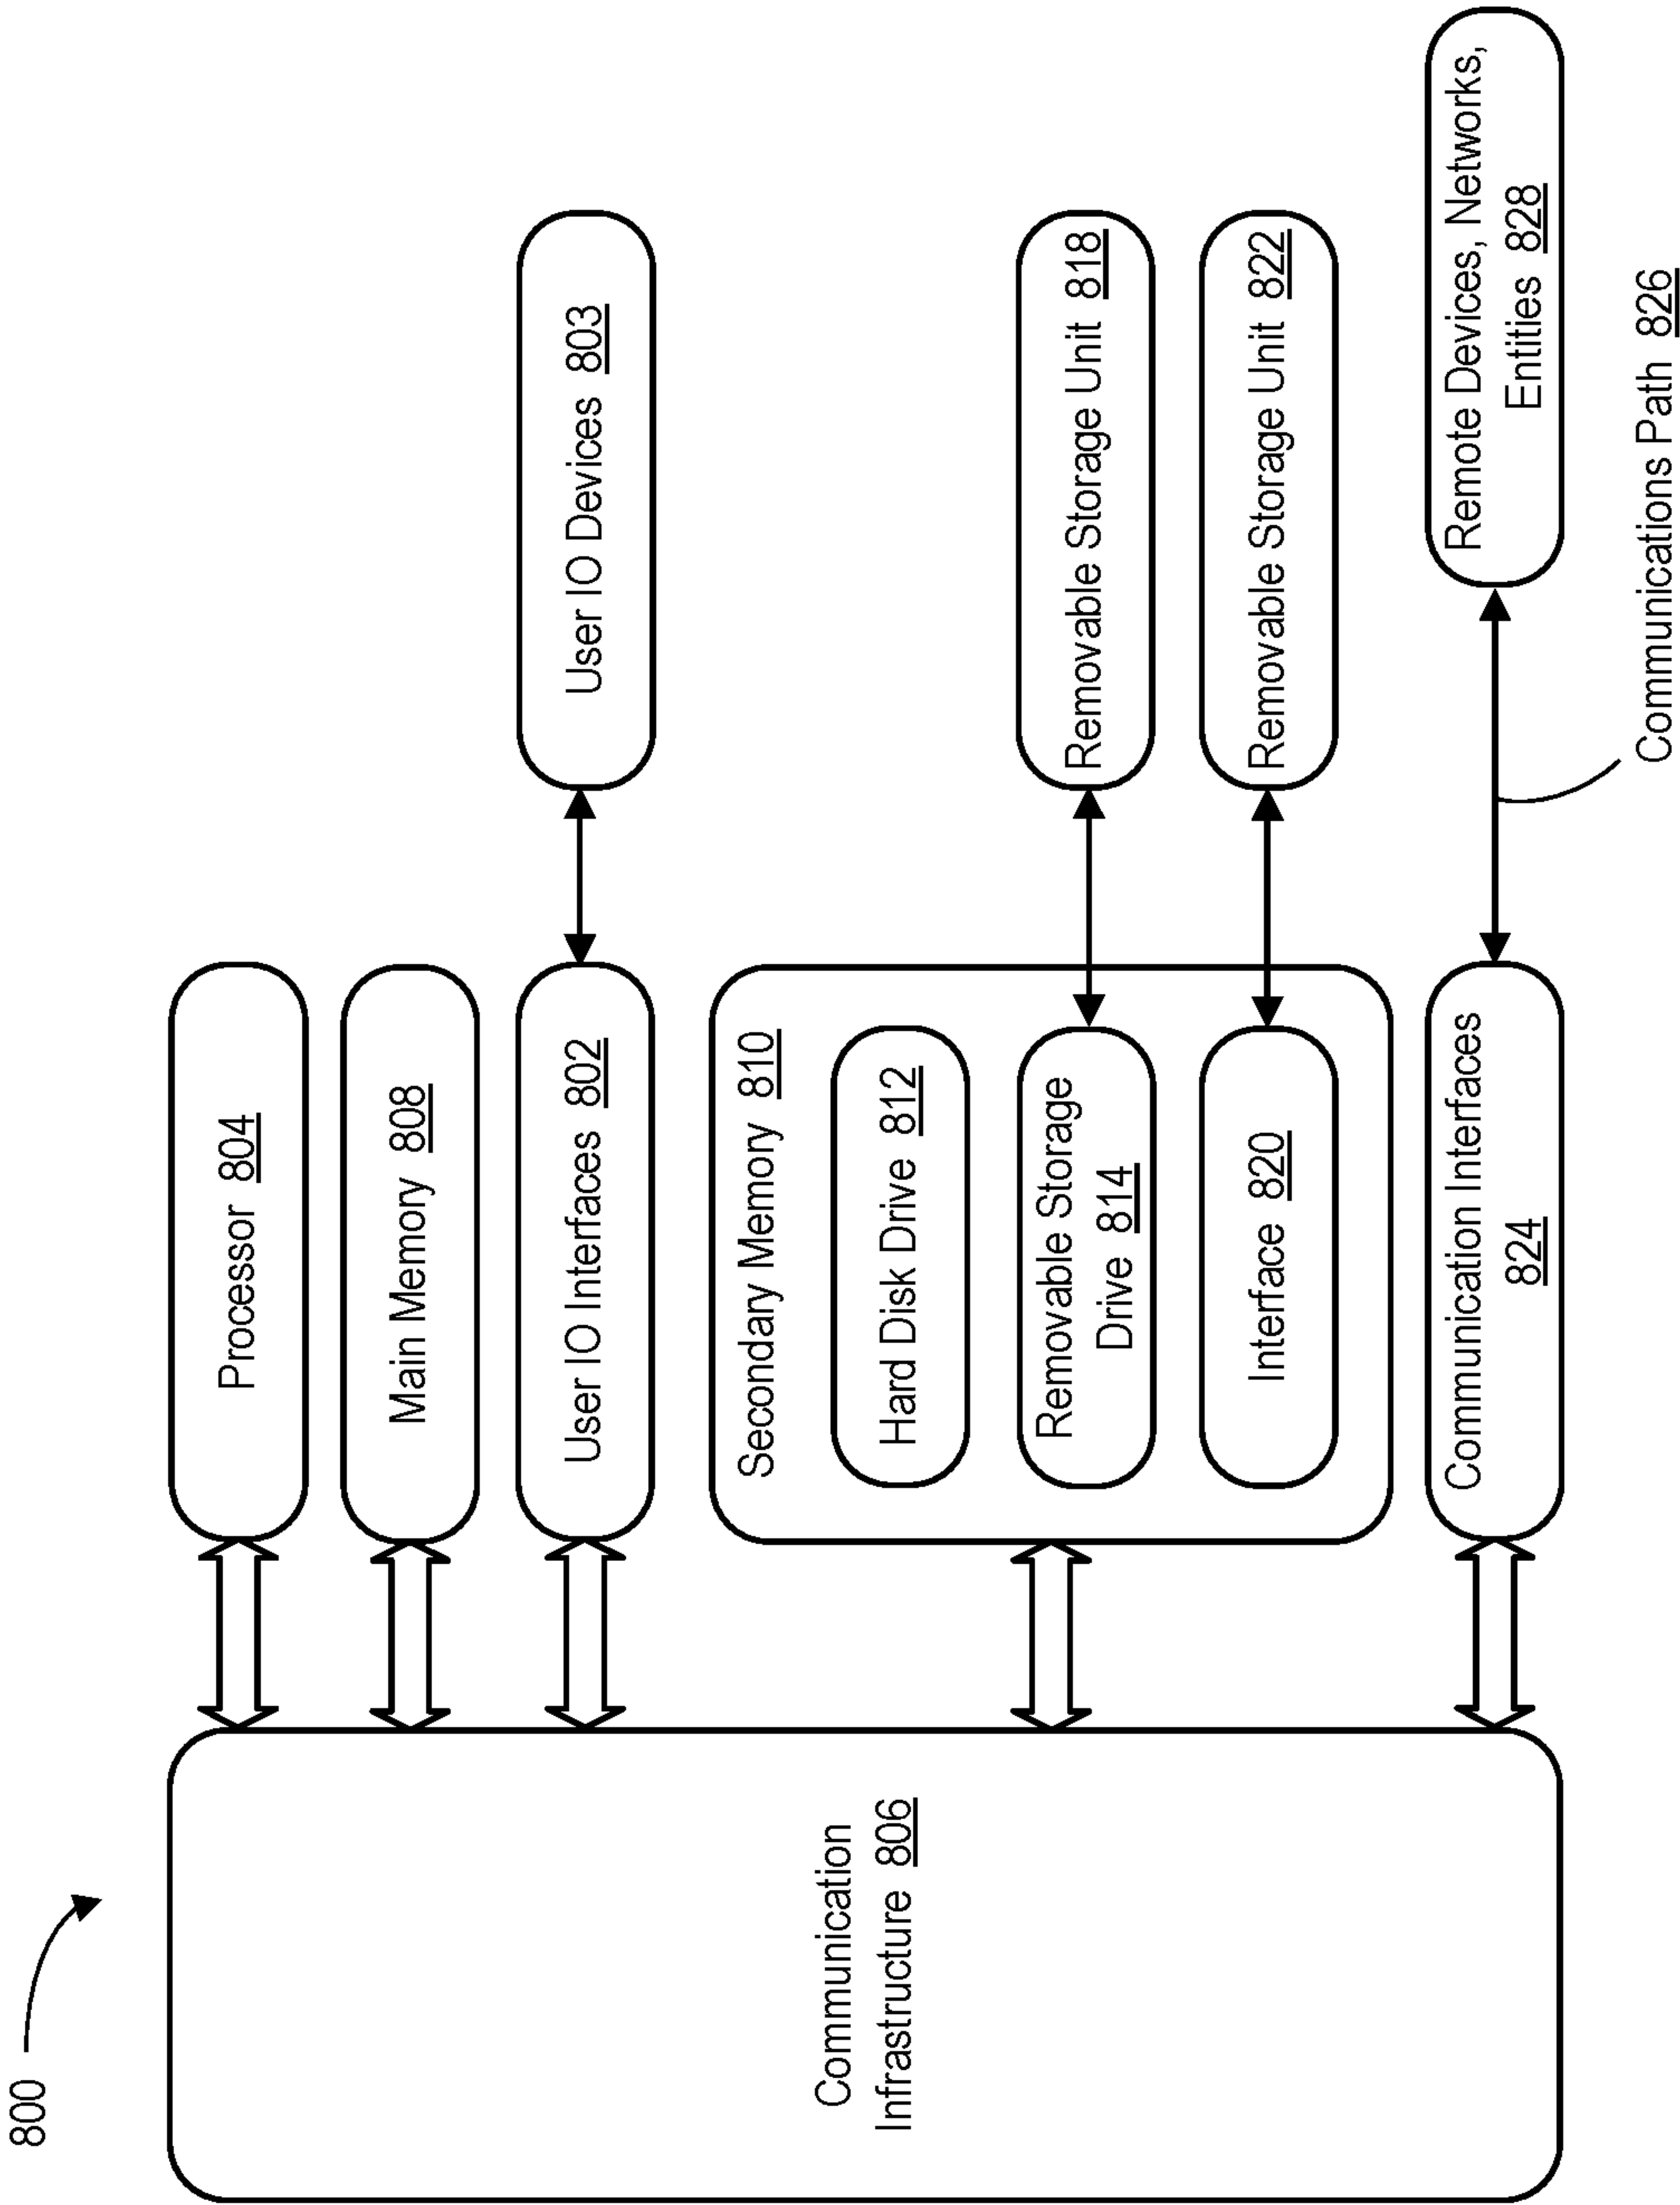 800
Processor 804
Main Memory 808
User IO Interfaces 802
User IO Devices 803
Communication
Infrastructure 806
Secondary Memory 810
Hard Disk Drive 812
Removable Storage
Drive 814
Removable Storage Unit 818
Interface 820
Removable Storage Unit 822
Communication Interfaces
824
Remote Devices, Networks,
Entities 828
Communications Path 826